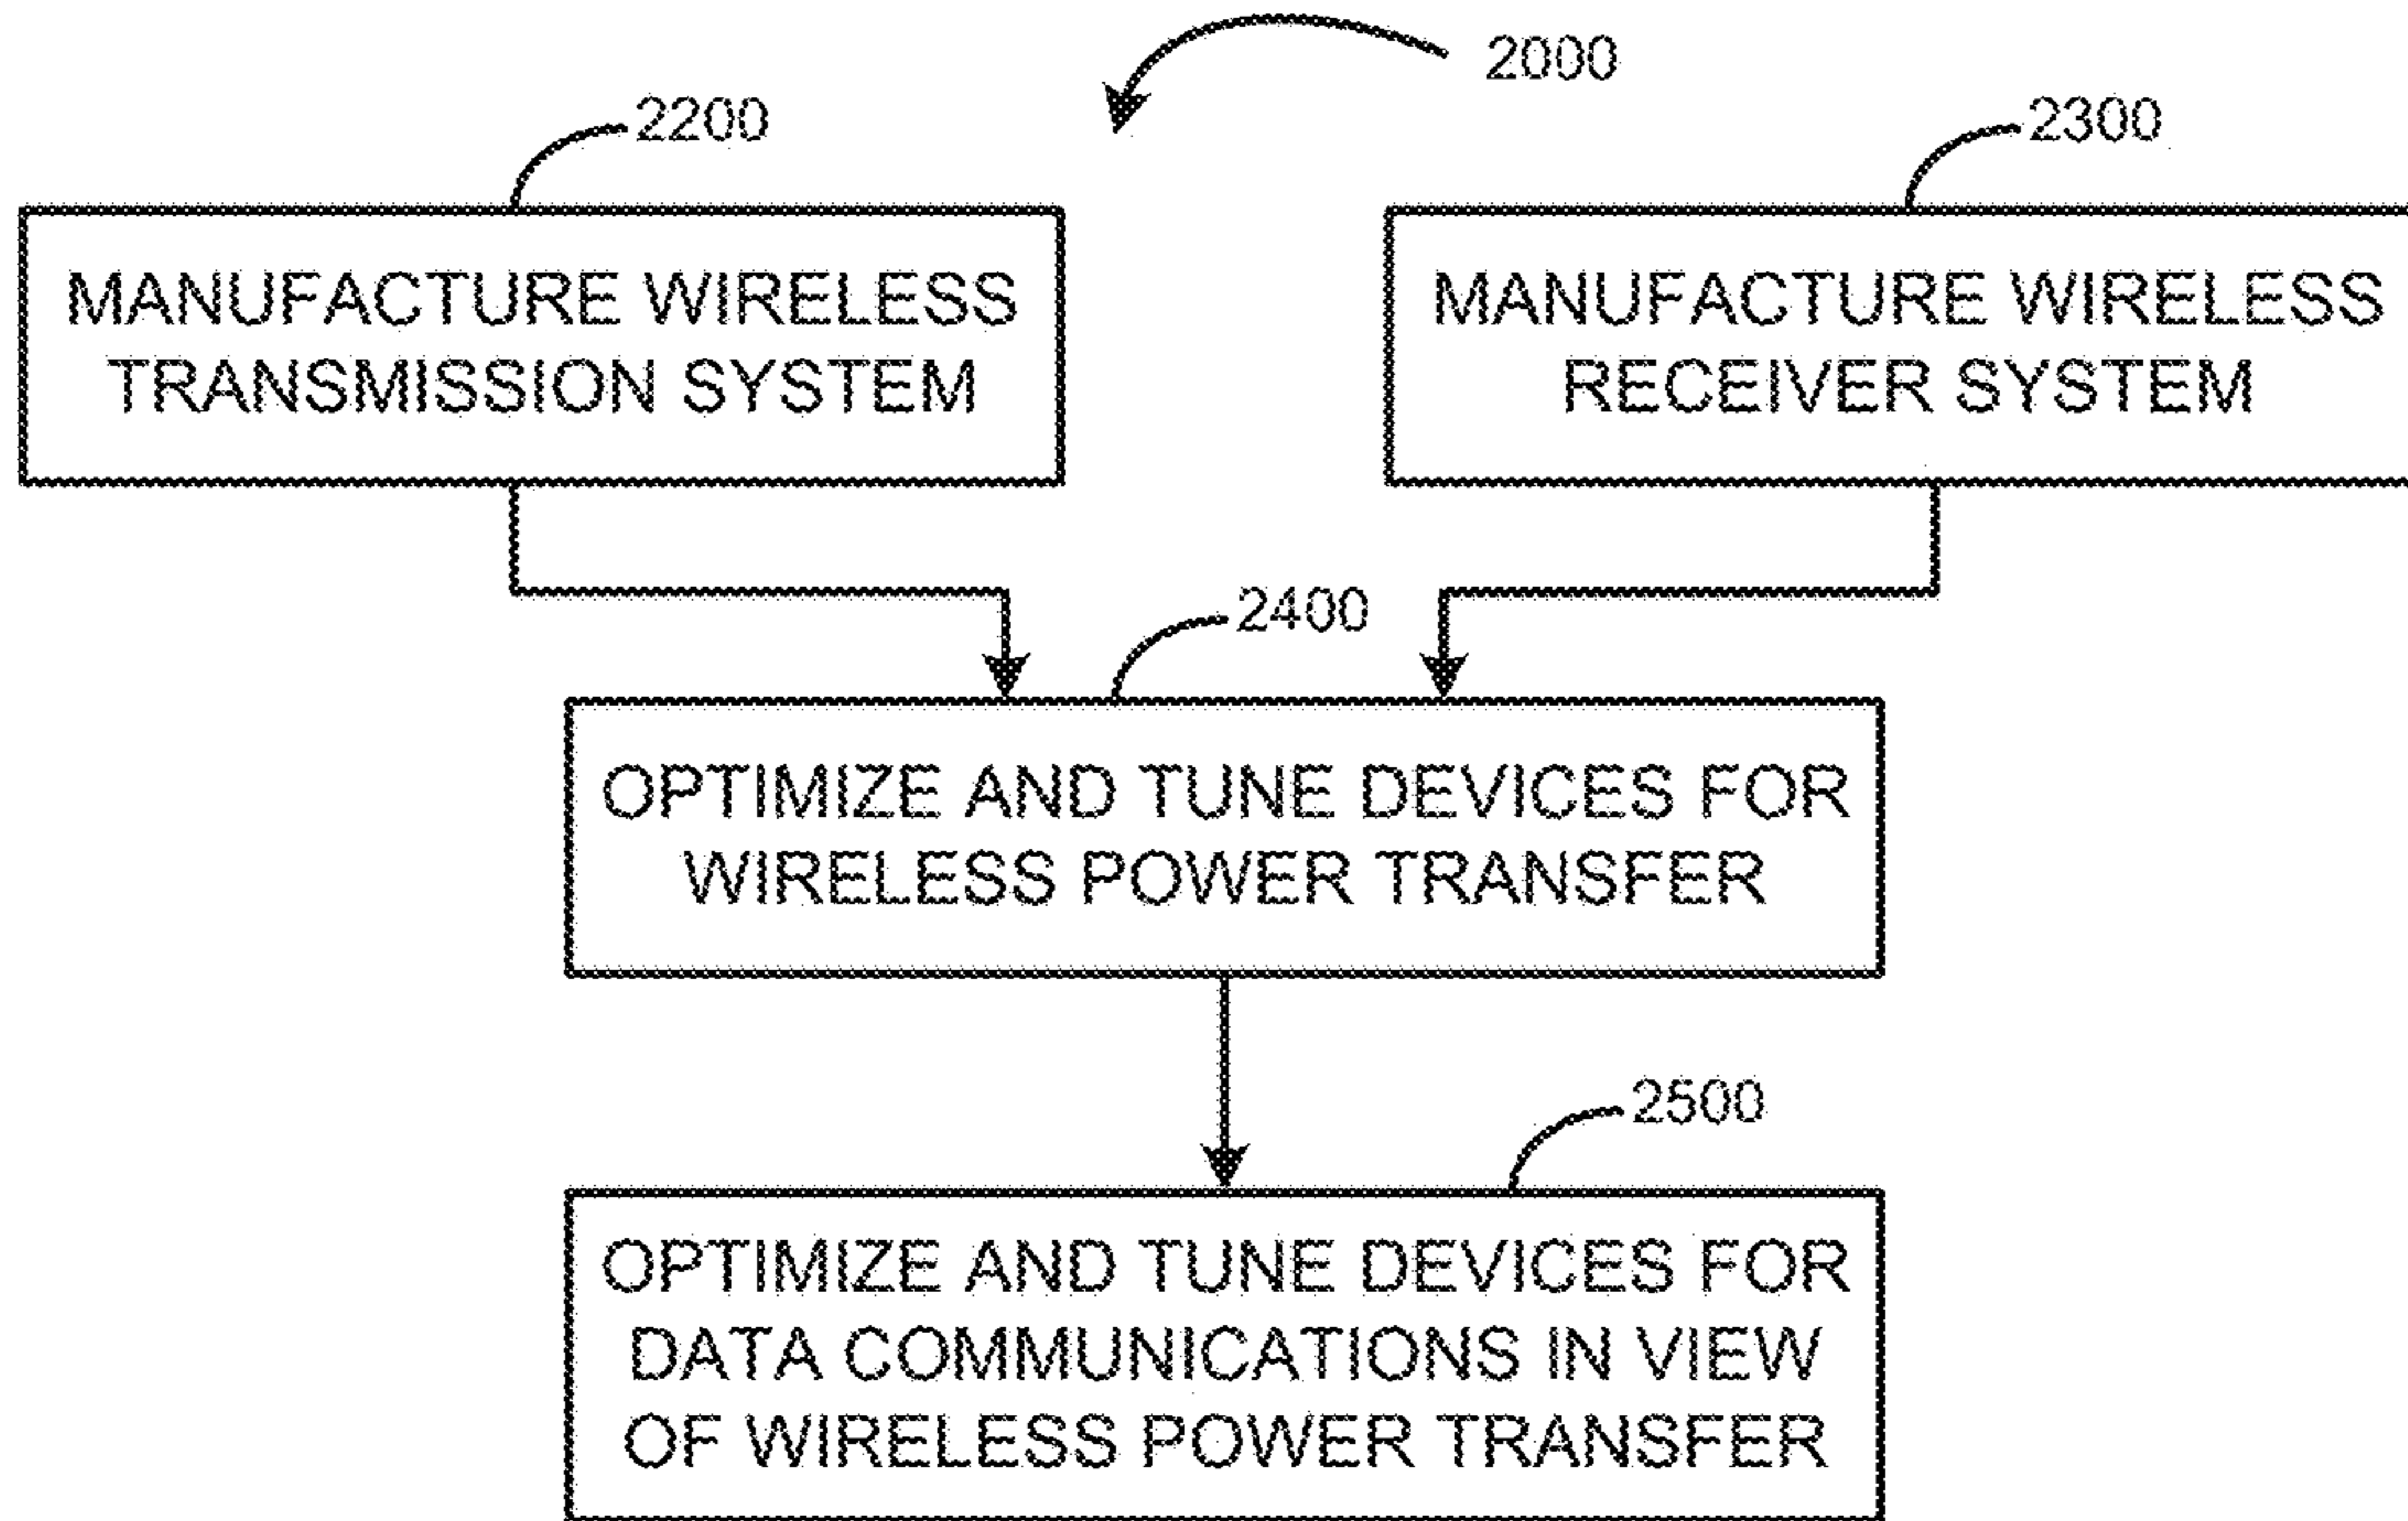 2000
2200
2300
MANUFACTURE WIRELESS
TRANSMISSION SYSTEM
MANUFACTURE WIRELESS
RECEIVER SYSTEM
2400
OPTIMIZE AND TUNE DEVICES FOR
WIRELESS POWER TRANSFER
2500
OPTIMIZE AND TUNE DEVICES FOR
DATA COMMUNICATIONS IN VIEW
OF WIRELESS POWER TRANSFER